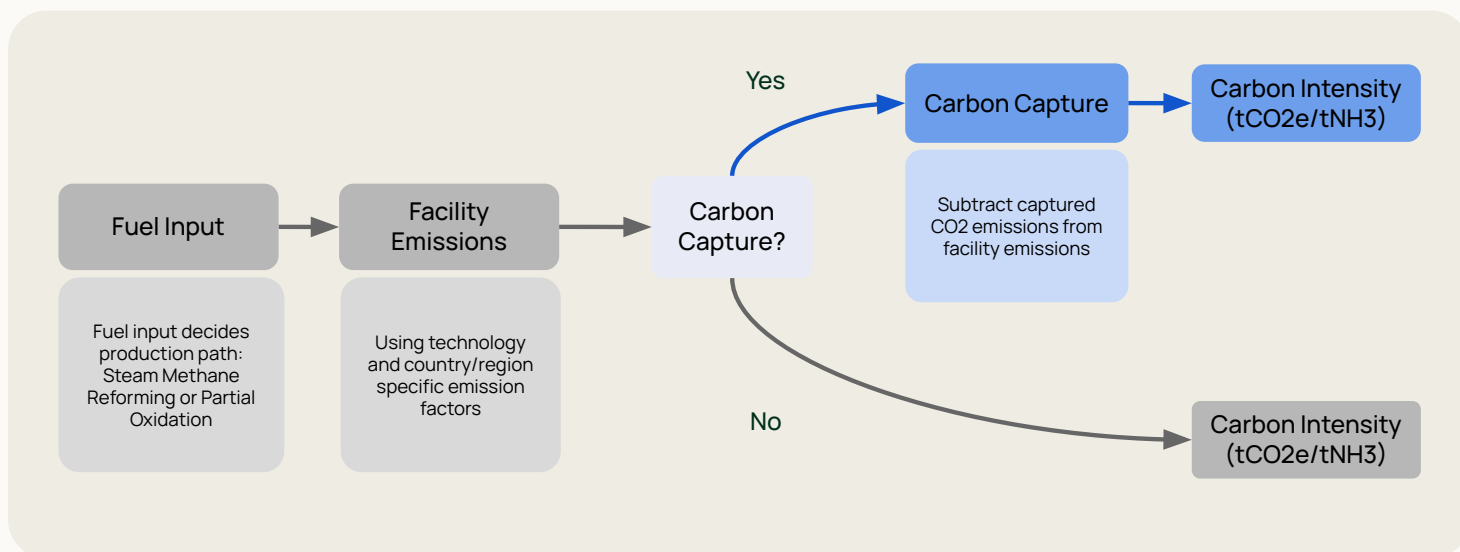 Yes
Carbon Capture
Carbon Intensity
(tCO2e/tNH3)
Subtract captured
CO2 emissions from
facility emissions
Fuel Input
Facility
Emissions
Carbon
Capture?
Fuel input decides
production path:
Steam Methane
Reforming or Partial
Oxidation
Using technology
and country/region
specific emission
factors
No
Carbon Intensity
(tCO2e/tNH3)